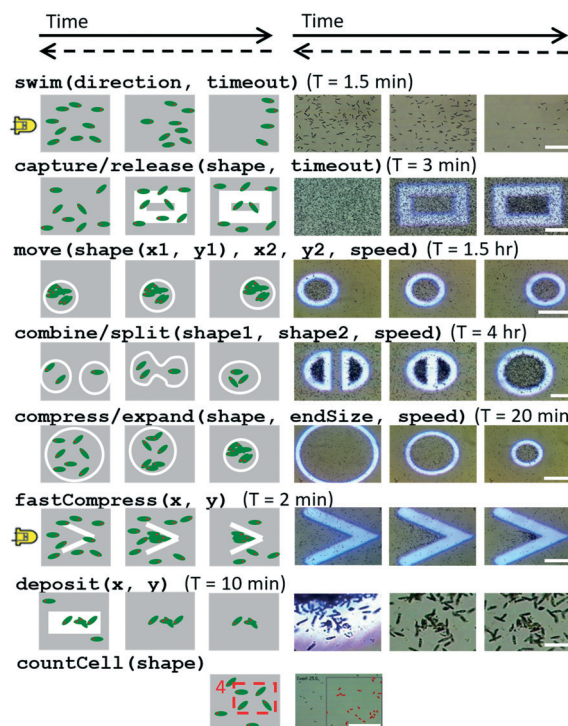 Time Time
swim(direction, timeout) (T = 1.5 min)
capture/release(shape, timeout) (T = 3 min)
move(shape(x1, y1), x2, y2, speed) (T = 1.5 hr)
combine/split(shape1, shape2, speed) (T = 4 hr)
compress/expand(shape, endSize, speed) (T = 20 min)
fastCompress(x, y) (T = 2 min)
deposit(x, y) (T = 10 min)
countCell(shape)
4